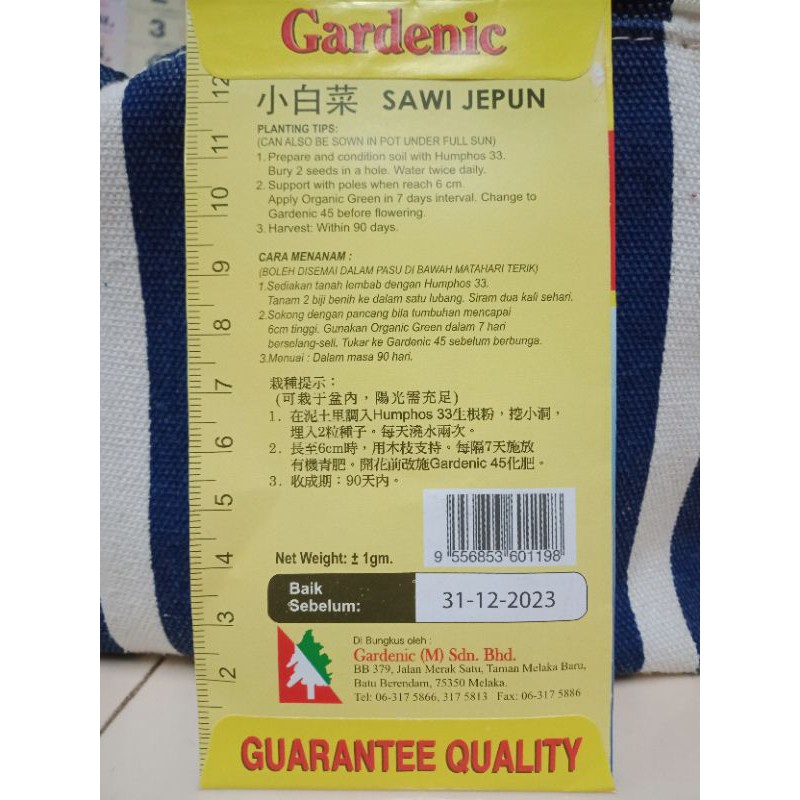 Gardenic
小白菜 SAWI JEPUN
PLANTING TIPS:
(CAN ALSO BE SOWN IN POT UNDER FULL SUN)
1. Prepare and condition soil with Humphos 33.
Bury 2 seeds in a hole. Water twice daily.
2. Support with poles when reach 6 cm.
Apply Organic Green in 7 days interval. Change to
Gardenic 45 before flowering.
3. Harvest: Within 90 days.
CARA MENANAM :
(BOLEH DISEMAI DALAM PASU DI BAWAH MATAHARI TERIK)
1.Sediakan tanah lembab dengan Humphos 33.
Tanam 2 biji benih ke dalam satu lubang. Siram dua kali sehari.
2.Sokong dengan pancang bila tumbuhan mencapai
6cm tinggi. Gunakan Organic Green dalam 7 hari
berselang-seli. Tukar ke Gardenic 45 sebelum berbunga.
3.Menuai : Dalam masa 90 hari.
栽種提示：
(可栽于盆內，陽光需充足)
1. 在泥土里調入Humphos 33生根粉，挖小洞，
埋入2粒種子。每天澆水兩次。
2. 長至6cm時，用木枝支持。每隔7天施放
有機青肥。開花前改施Gardenic 45化肥。
3. 收成期：90天內。
9 556853 601198
Net Weight: ± 1gm.
Baik
Sebelum:
31-12-2023
Di Bungkus oleh :
Gardenic (M) Sdn. Bhd.
BB 379, Jalan Merak Satu, Taman Melaka Baru,
Batu Berendam, 75350 Melaka.
Tel: 06-317 5866, 317 5813 Fax: 06-317 5886
GUARANTEE QUALITY
12
11
10
9
8
7
6
5
4
3
2
3